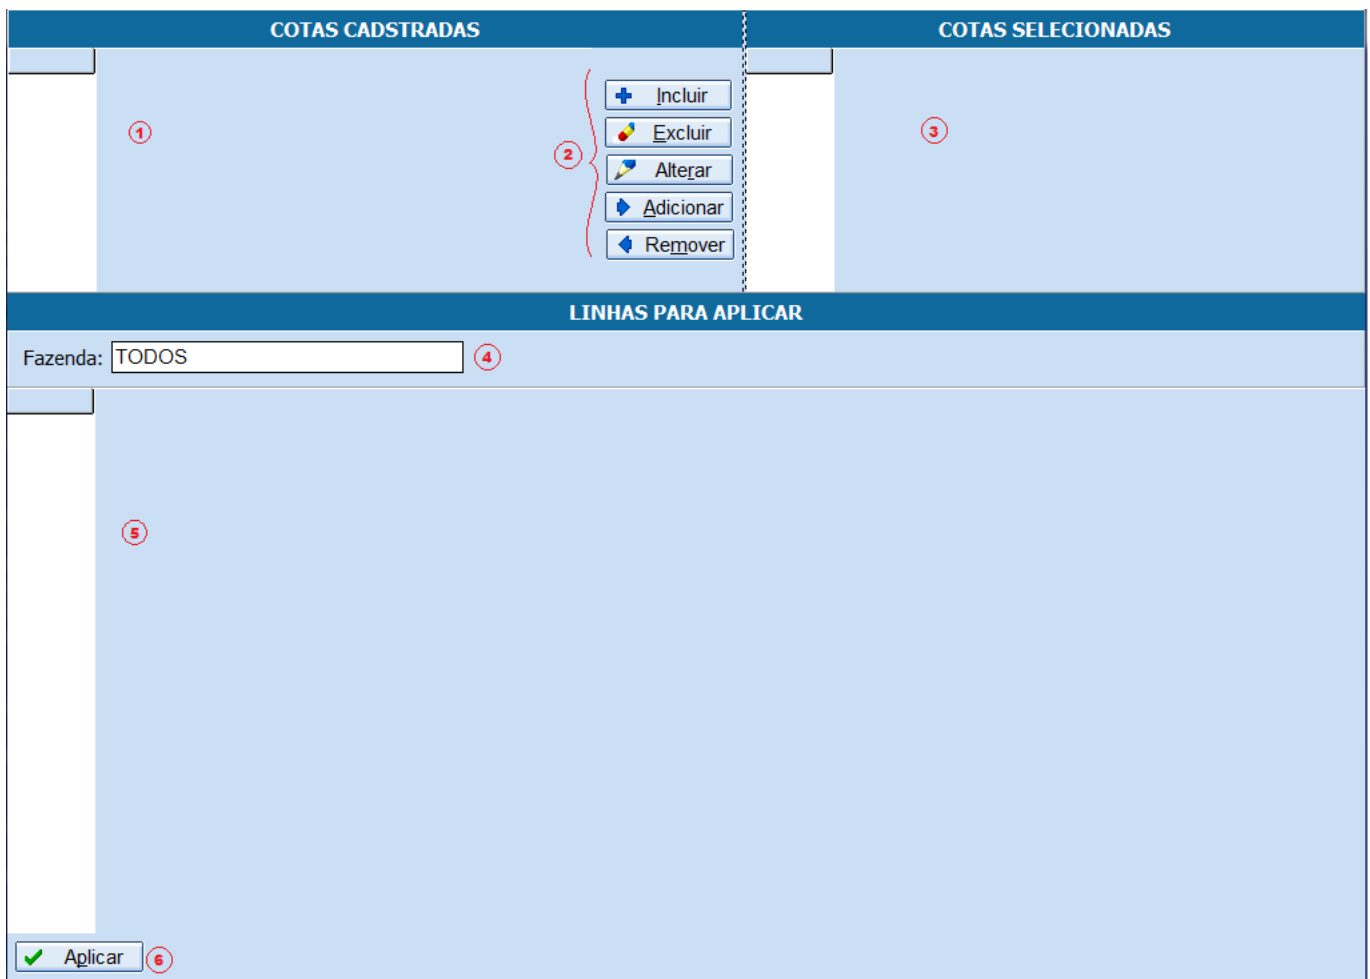 COTAS CADSTRADAS
COTAS SELECIONADAS
1
2
Incluir
Excluir
Alterar
Adicionar
Remover
3
LINHAS PARA APLICAR
Fazenda: TODOS 4
5
Aplicar 6